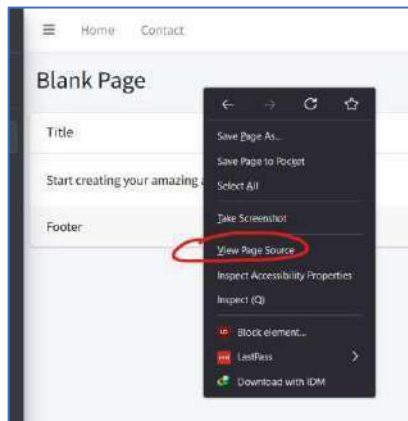 Home Contact
Blank Page
Title
Start creating your amazing a
Footer
Save Page As...
Save Page to Pocket
Select All
Take Screenshot
View Page Source
Inspect Accessibility Properties
Inspect (Q)
Block element...
LastPass
Download with IDM